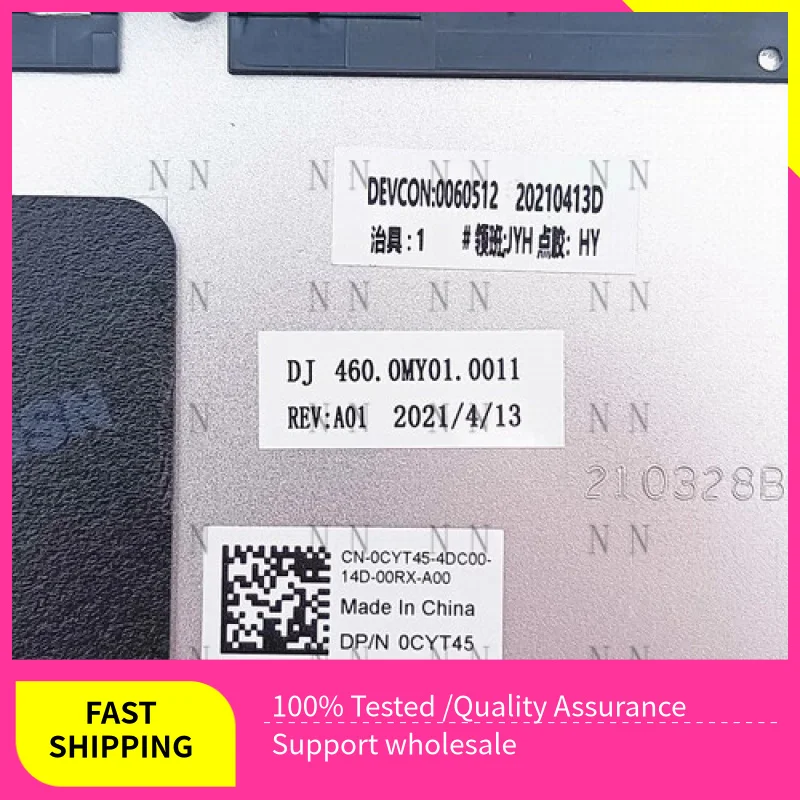 N N N N N N N N
DEVCON:0060512 20210413D
治具:1 #领班:JYH 点胶: HY
N N N N N N N N
DJ 460.0MY01.0011
REV:A01 2021/4/13
N N N N N N N N
210328B
N N N N N N N N
CN-0CYT45-4DC00-
14D-00RX-A00
Made In China
DP/N 0CYT45
FAST
SHIPPING
100% Tested /Quality Assurance
Support wholesale